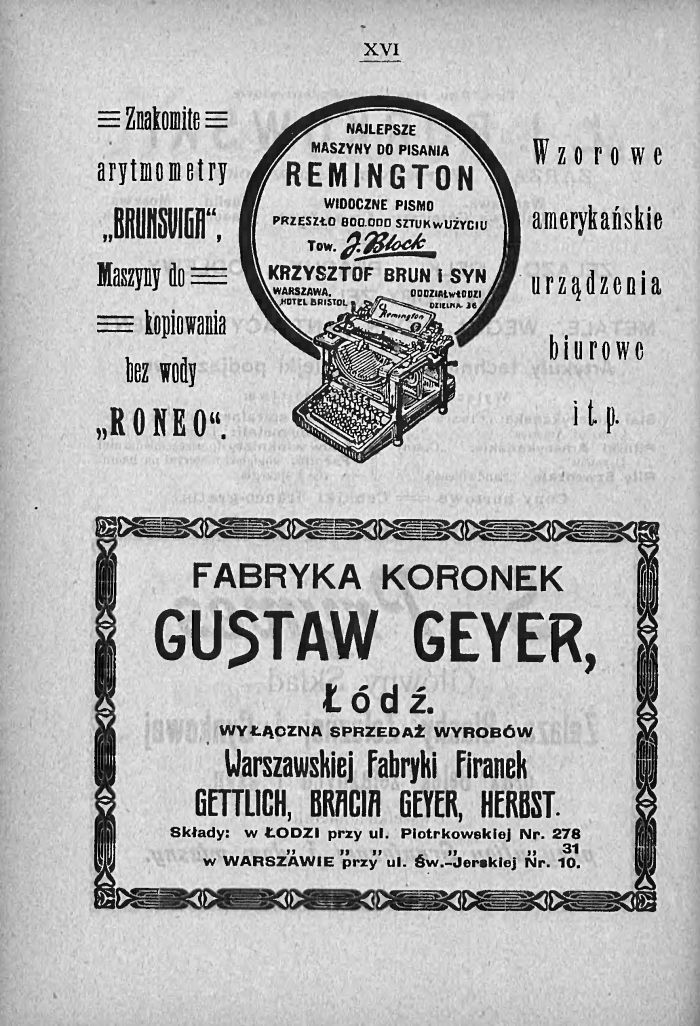 XVI
Znakomite
arytmometry
„BRUNSVIGA“,
Maszyny do
kopiowania
bez wody
„RONEO“.
NAJLEPSZE
MASZYNY DO PISANIA
REMINGTON
WIDOCZNE PISMO
PRZESZŁO 800.000 SZTUK w UŻYCIU
Tow. J. Block
KRZYSZTOF BRUN i SYN
WARSZAWA, ODDZIAŁ w ŁODZI
HOTEL BRISTOL DZIELNA 36
Remington
Wzorowe
amerykańskie
urządzenia
biurowe
i t. p.
FABRYKA KORONEK
GUSTAW GEYER,
Łódź.
WYŁĄCZNA SPRZEDAŻ WYROBÓW
Warszawskiej Fabryki Firanek
GETTLICH, BRACIA GEYER, HERBST.
Składy: w ŁODZI przy ul. Piotrkowskiej Nr. 278
„ „ „ „ „ 31
w WARSZAWIE przy ul. Św.-Jerskiej Nr. 10.